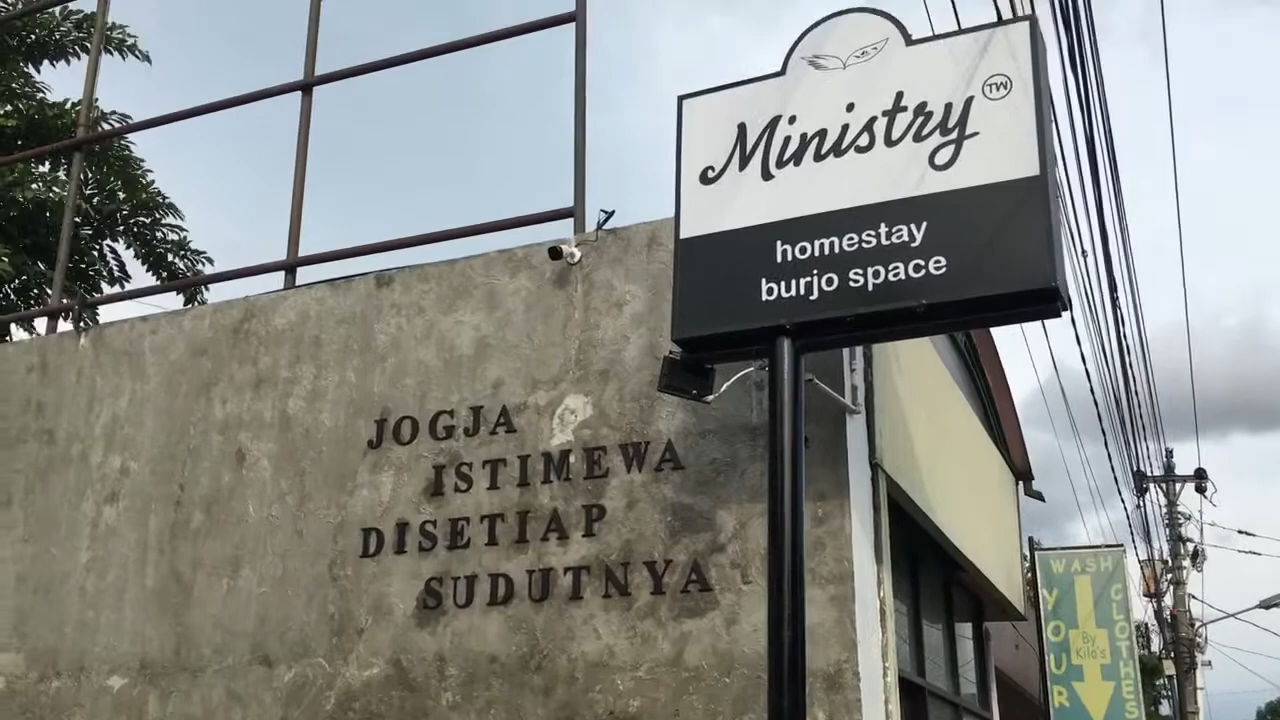 Ministry TW
homestay
burjo space
JOGJA
ISTIMEWA
DISETIAP
SUDUTNYA
WASH
YOUR
CLOTHES
By
Kilo's